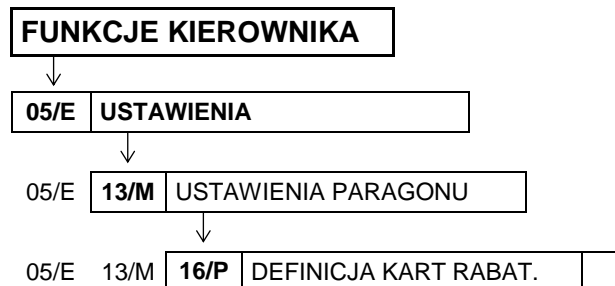 FUNKCJE KIEROWNIKA
05/E USTAWIENIA
05/E 13/M USTAWIENIA PARAGONU
05/E 13/M 16/P DEFINICJA KART RABAT.